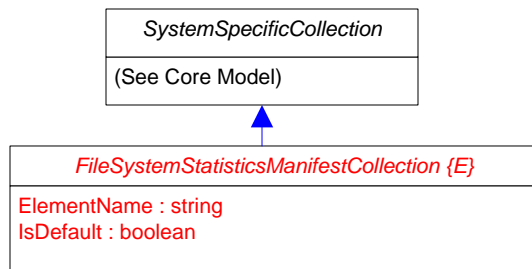 SystemSpecificCollection
(See Core Model)
FileSystemStatisticsManifestCollection {E}
ElementName : string
IsDefault : boolean